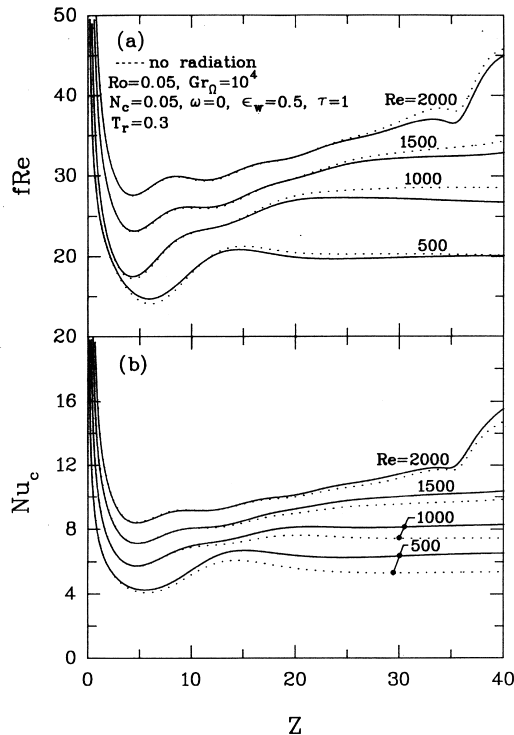 50
(a)
----- no radiation
Ro=0.05, Gr_Ω=10^4
N_c=0.05, ω=0, ϵ_w=0.5, τ=1
T_r=0.3
Re=2000
40
1500
fRe
30
1000
20
500
20
(b)
16
Re=2000
12
1500
Nu_c
8
1000
500
4
0
0 10 20 30 40
Z